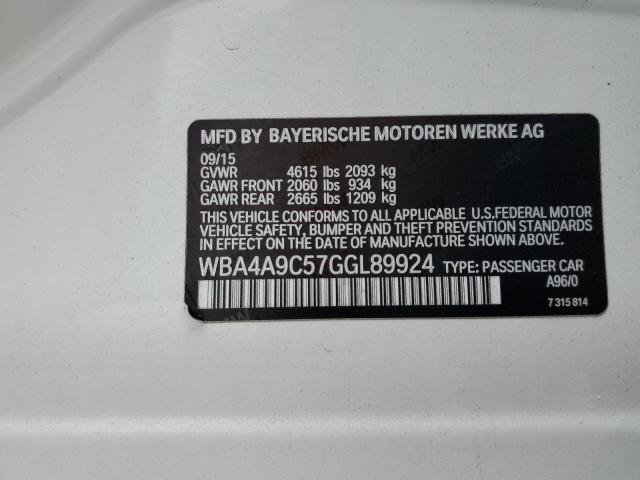 MFD BY BAYERISCHE MOTOREN WERKE AG
09/15
GVWR 4615 lbs 2093 kg
GAWR FRONT 2060 lbs 934 kg
GAWR REAR 2665 lbs 1209 kg
THIS VEHICLE CONFORMS TO ALL APPLICABLE U.S.FEDERAL MOTOR
VEHICLE SAFETY, BUMPER AND THEFT PREVENTION STANDARDS
IN EFFECT ON THE DATE OF MANUFACTURE SHOWN ABOVE.
WBA4A9C57GGL89924 TYPE: PASSENGER CAR
A96/0
7 315 814